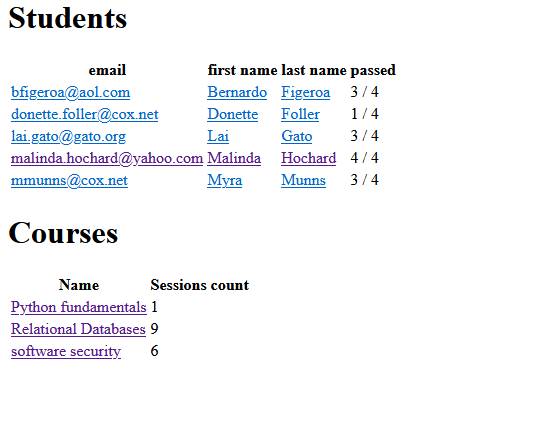 Students
email first name last name passed
bfigeroa@aol.com Bernardo Figeroa 3 / 4
donette.foller@cox.net Donette Foller 1 / 4
lai.gato@gato.org Lai Gato 3 / 4
malinda.hochard@yahoo.com Malinda Hochard 4 / 4
mmunns@cox.net Myra Munns 3 / 4
Courses
Name Sessions count
Python fundamentals 1
Relational Databases 9
software security 6